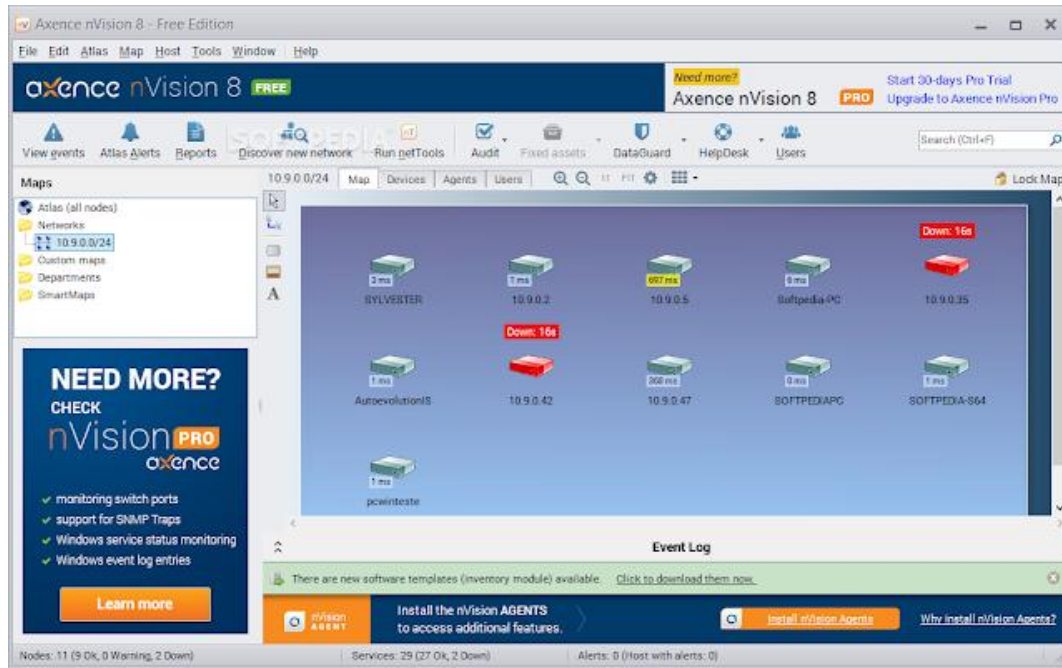 Axence nVision 8 - Free Edition
File Edit Atlas Map Host Tools Window Help
axence nVision 8 FREE
Need more?
Axence nVision 8 PRO
Start 30-days Pro Trial
Upgrade to Axence nVision Pro
View events Atlas Alerts Reports Discover new network Run netTools Audit Fixed assets DataGuard HelpDesk Users
Search (Ctrl+F)
SOFTPEDIA
Maps
Atlas (all nodes)
Networks
10.9.0.0/24
Custom maps
Departments
SmartMaps
10.9.0.0/24 Map Devices Agents Users
Lock Map
Down: 16s
1 ms
697 ms
0 ms
SYLVESTER 10.9.0.2 10.9.0.5 Softpedia-PC 10.9.0.35
Down: 16s
1 ms 368 ms 0 ms 1 ms
AutoevolutionIS 10.9.0.42 10.9.0.47 SOFTPEDIAPC SOFTPEDIA-S64
1 ms
pcwinteste
NEED MORE?
CHECK
nVision PRO
axence
monitoring switch ports
support for SNMP Traps
Windows service status monitoring
Windows event log entries
Learn more
Event Log
There are new software templates (inventory module) available. Click to download them now.
nVision
AGENT
Install the nVision AGENTS
to access additional features.
Install nVision Agents
Why install nVision Agents?
Nodes: 11 (9 Ok, 0 Warning, 2 Down) Services: 29 (27 Ok, 2 Down) Alerts: 0 (Host with alerts: 0)